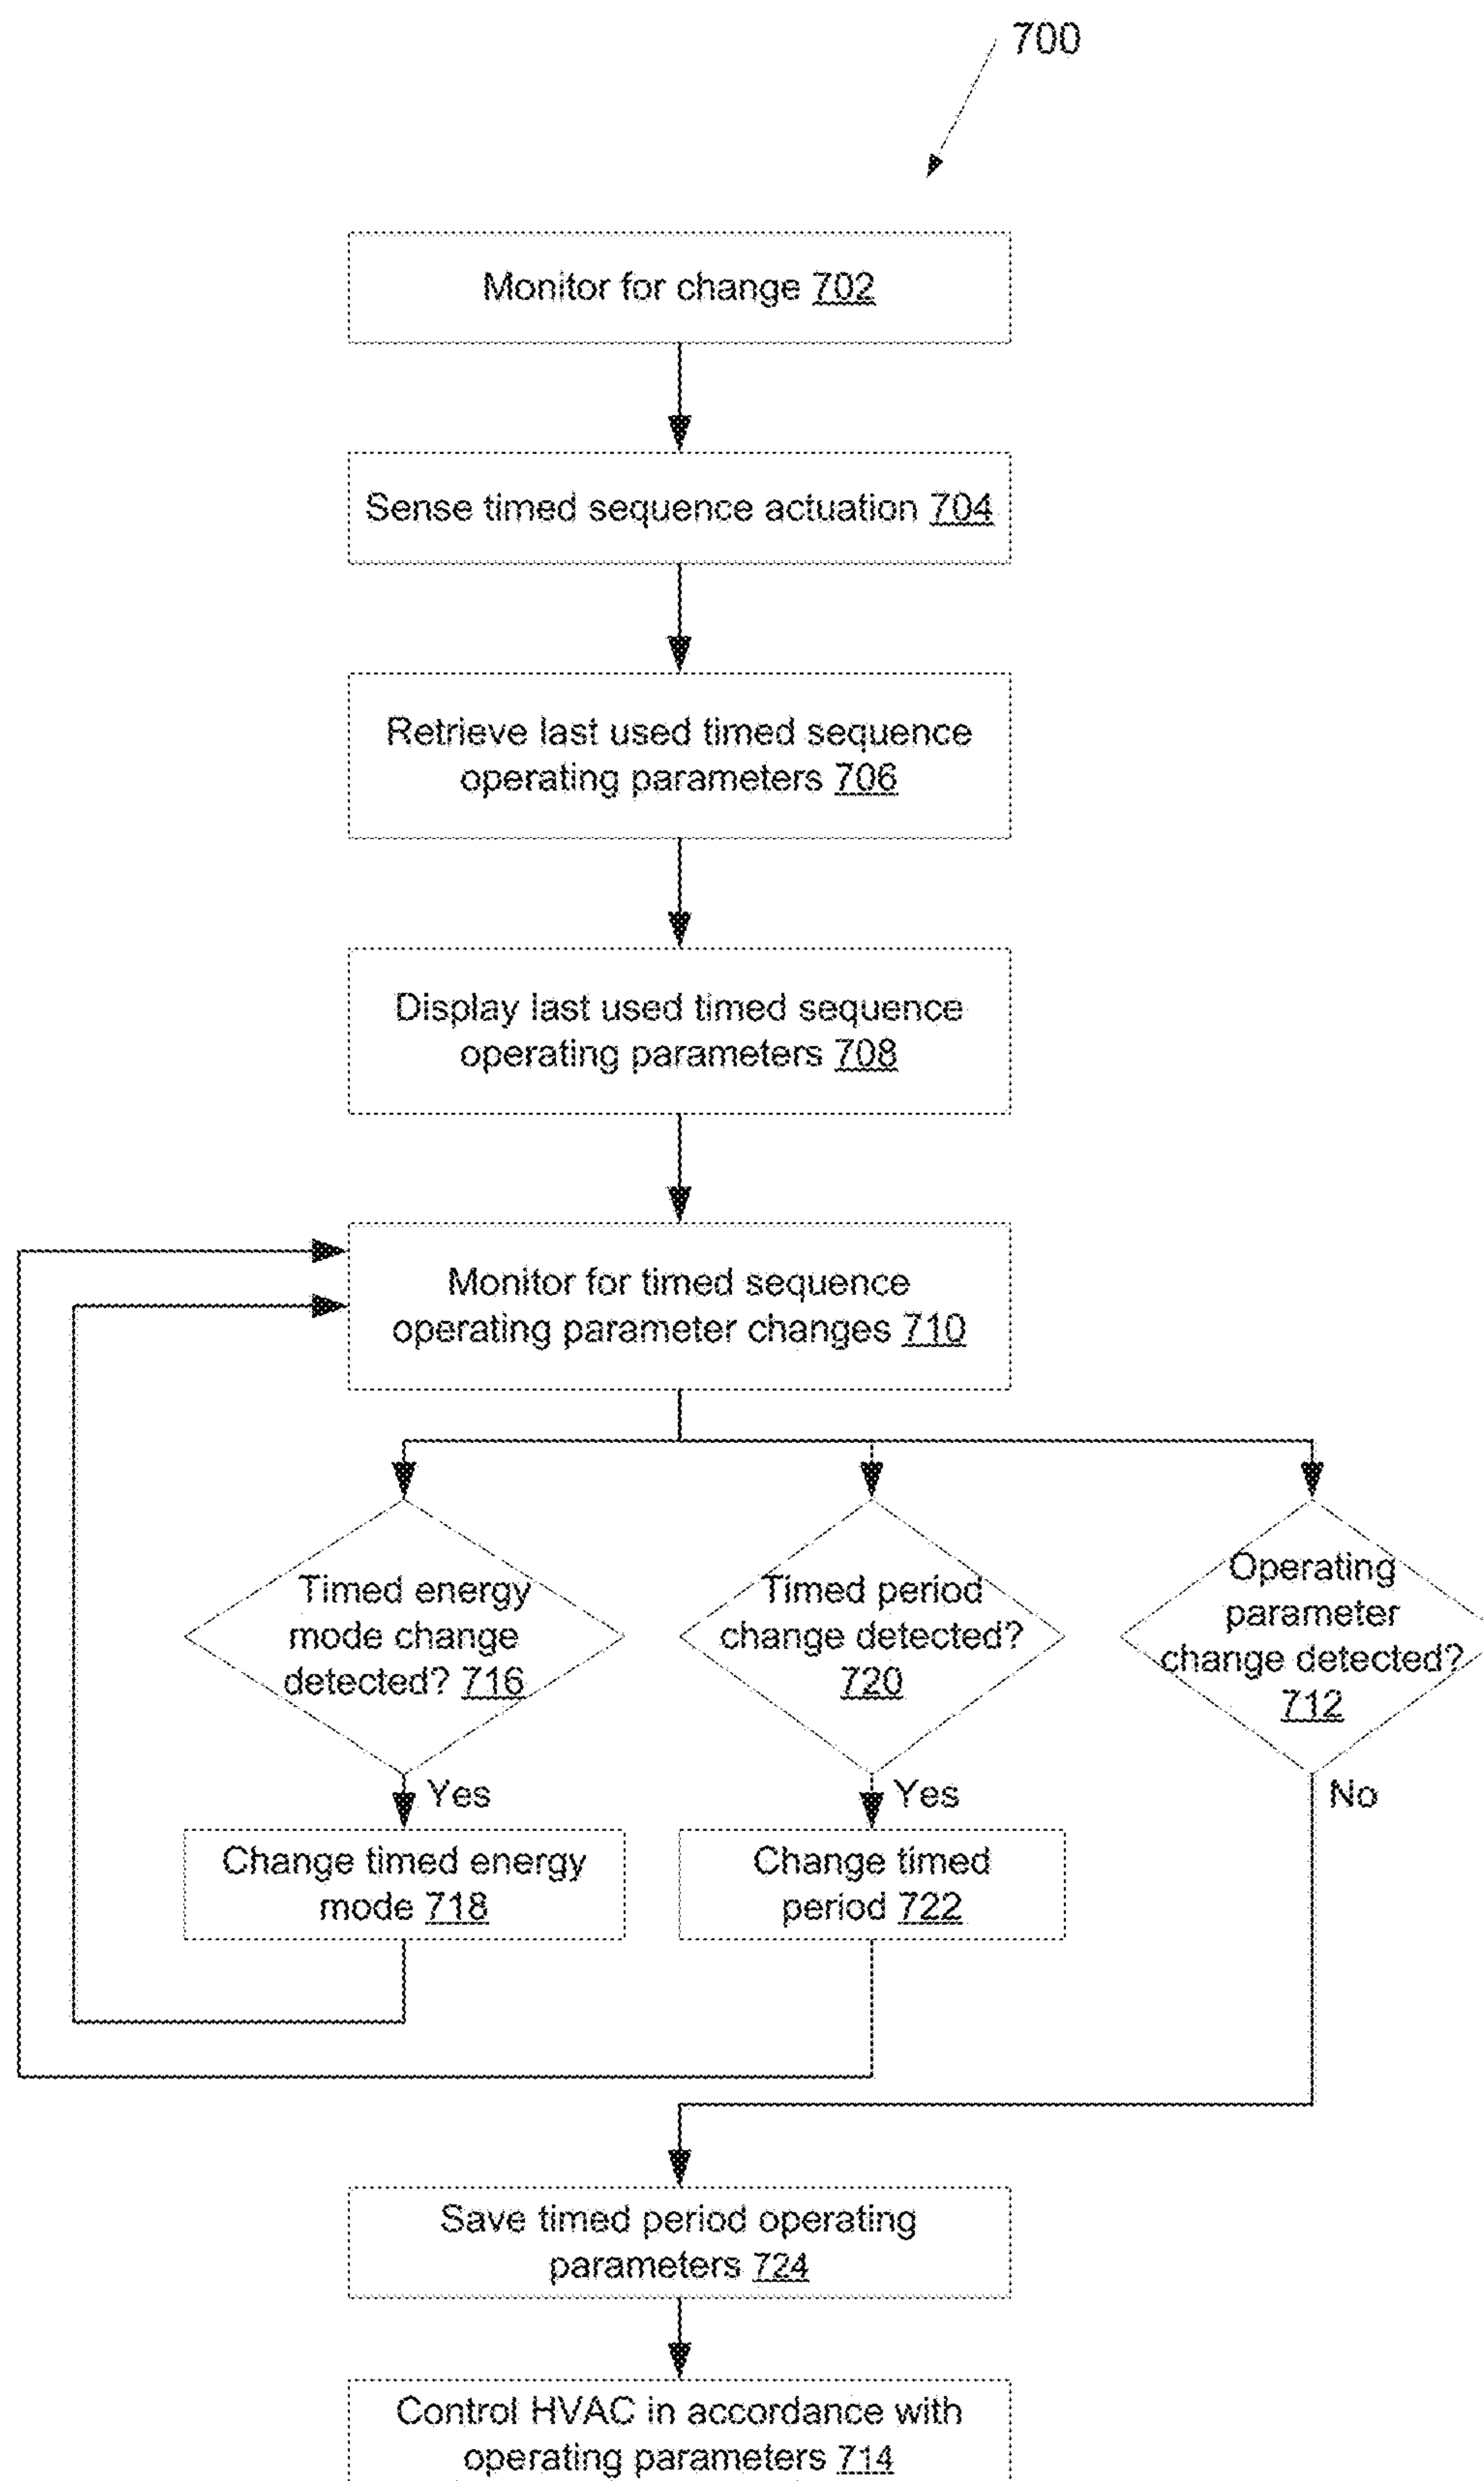 700
Monitor for change 702
Sense timed sequence actuation 704
Retrieve last used timed sequence
operating parameters 706
Display last used timed sequence
operating parameters 708
Monitor for timed sequence
operating parameter changes 710
Timed energy
mode change
detected? 716
Timed period
change detected?
720
Operating
parameter
change detected?
712
Yes
Yes
No
Change timed energy
mode 718
Change timed
period 722
Save timed period operating
parameters 724
Control HVAC in accordance with
operating parameters 714